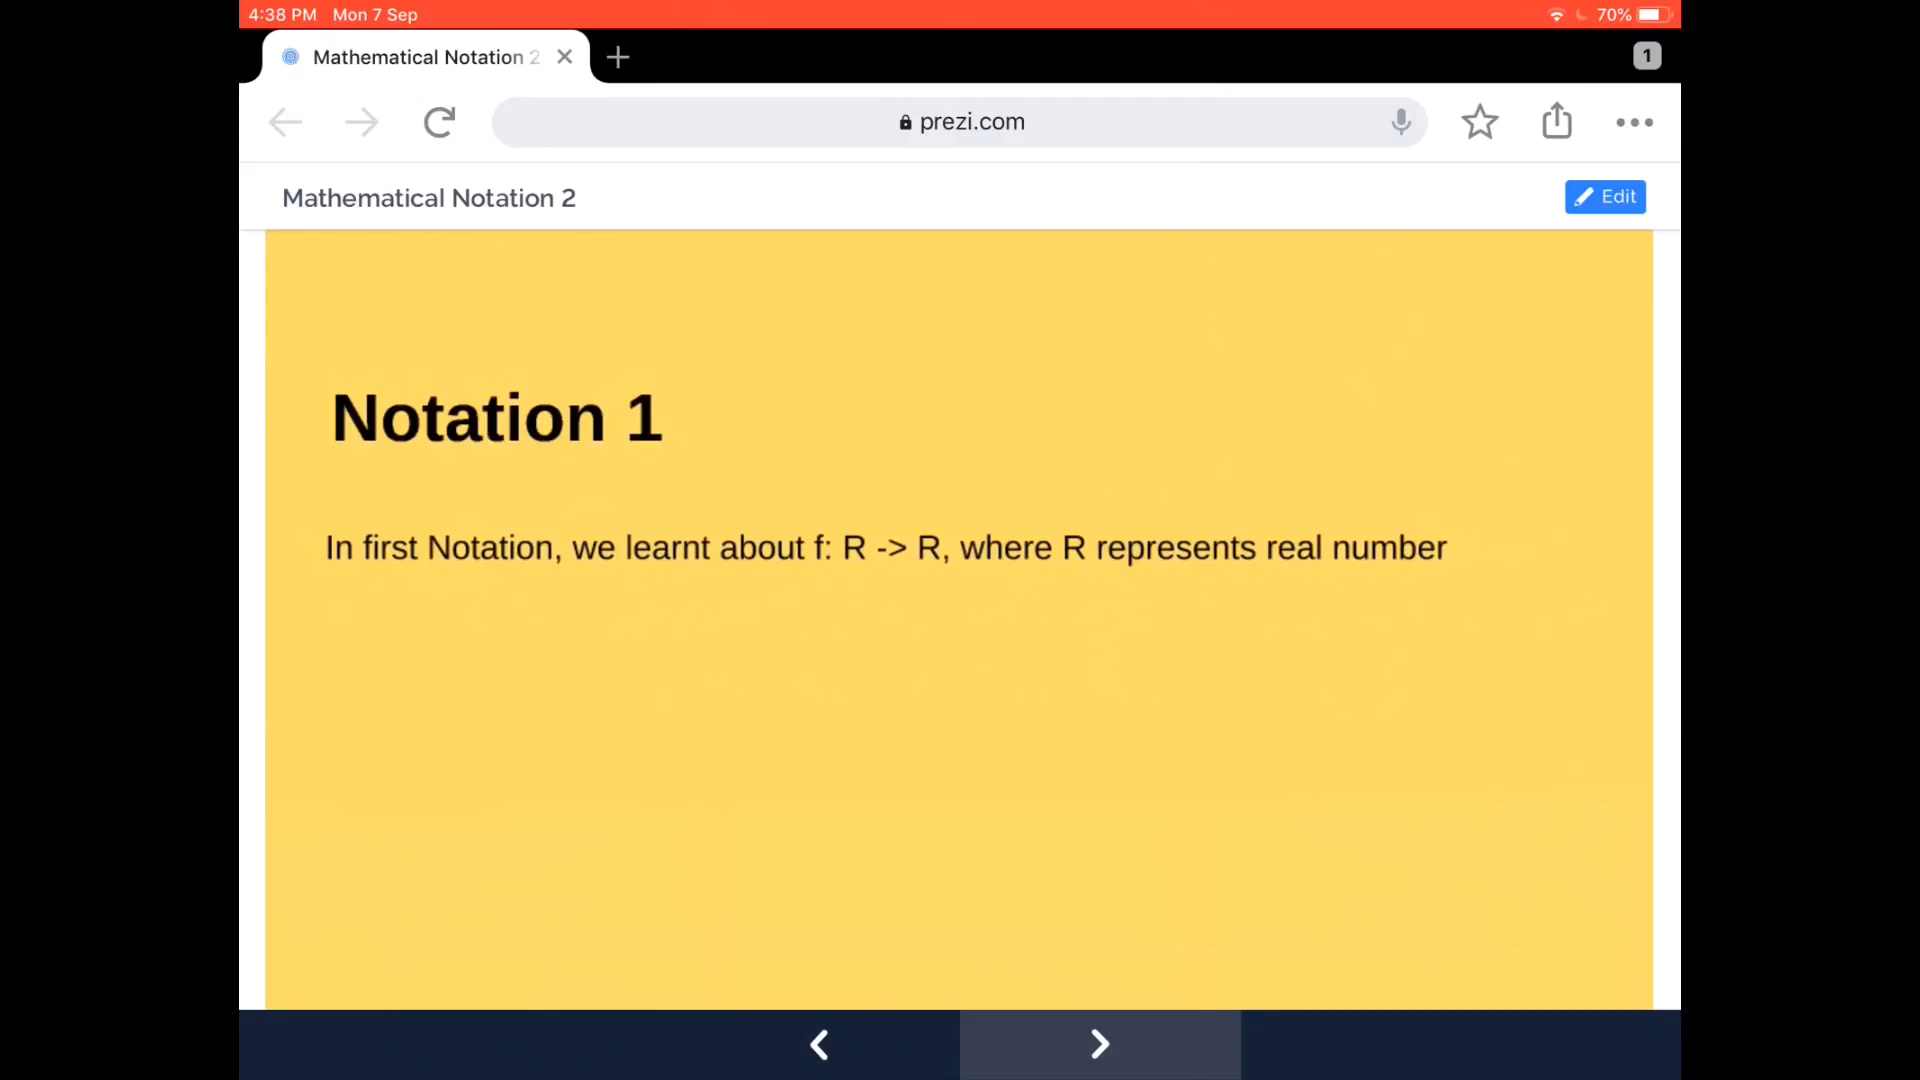 4:38 PM Mon 7 Sep 70%
Mathematical Notation 2
1
prezi.com
Mathematical Notation 2
Edit
Notation 1
In first Notation, we learnt about f: R -> R, where R represents real number